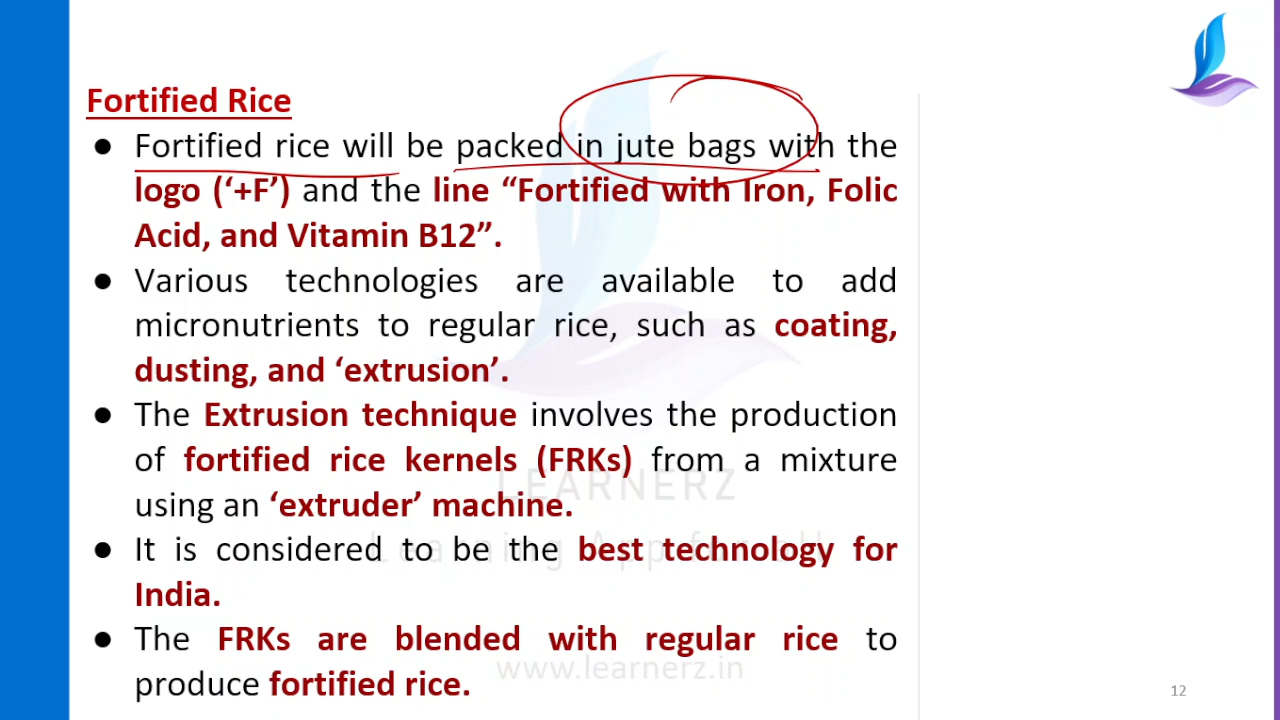 Fortified Rice
● Fortified rice will be packed in jute bags with the
logo (‘+F’) and the line “Fortified with Iron, Folic
Acid, and Vitamin B12”.
● Various technologies are available to add
micronutrients to regular rice, such as coating,
dusting, and ‘extrusion’.
● The Extrusion technique involves the production
of fortified rice kernels (FRKs) from a mixture
using an ‘extruder’ machine.
LEARNERZ
● It is considered to be the best technology for
Learning App for all
India.
● The FRKs are blended with regular rice to
www.learnerz.in
produce fortified rice.
12